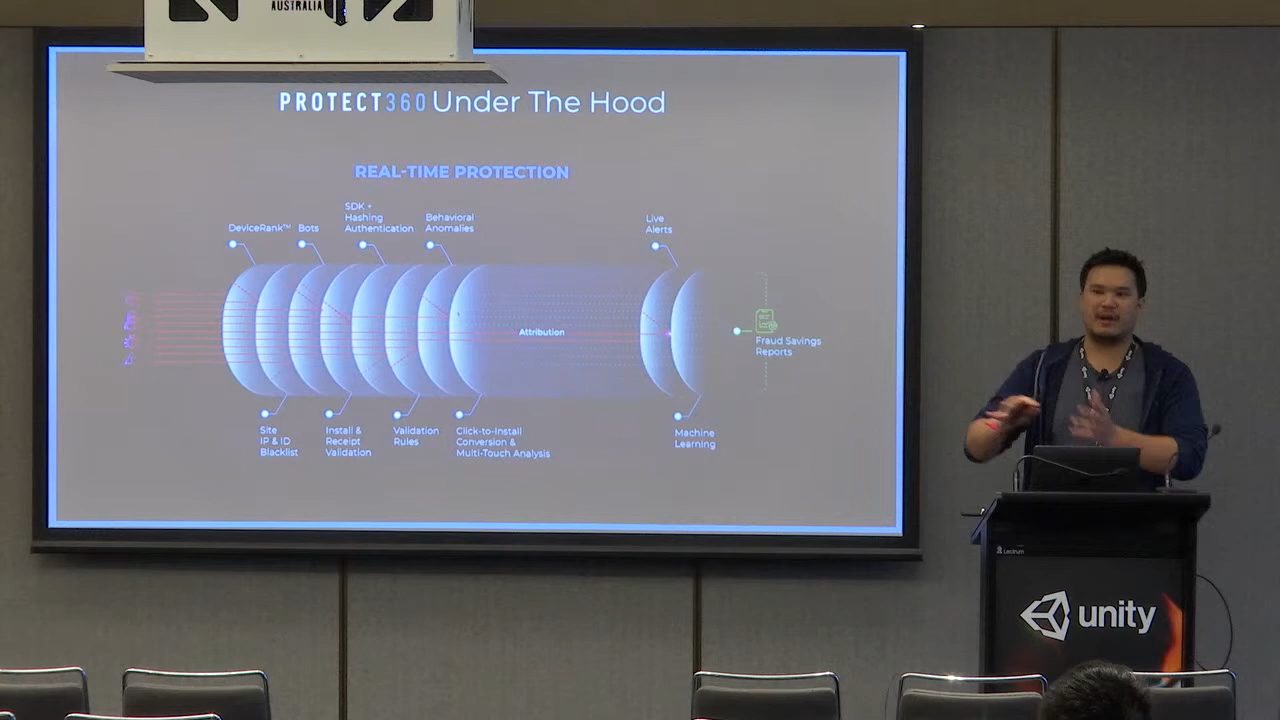 AUSTRALIA
PROTECT360 Under The Hood
REAL-TIME PROTECTION
DeviceRank™
Bots
SDK +
Hashing
Authentication
Behavioral
Anomalies
Live
Alerts
Attribution
Fraud Savings
Reports
Site
IP & ID
Blacklist
Install &
Receipt
Validation
Validation
Rules
Click-to-Install
Conversion &
Multi-Touch Analysis
Machine
Learning
Lectrum
unity